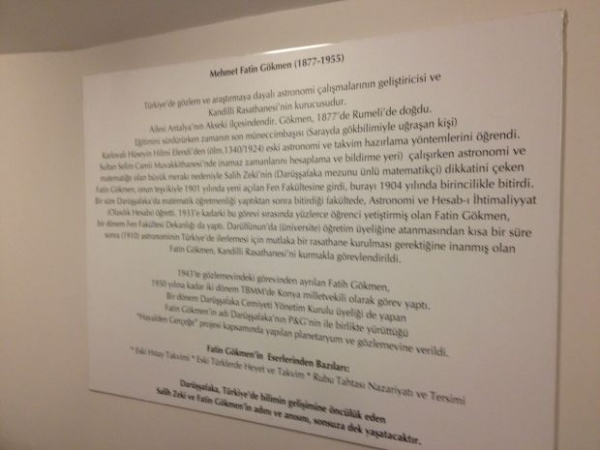 Mehmet Fatin Gökmen (1877-1955)
Türkiye'de gözlem ve araştırmaya dayalı astronomi çalışmalarının geliştiricisi ve
Kandilli Rasathanesi'nin kurucusudur.
Ailesi Antalya'nın Akseki ilçesindendir. Gökmen, 1877'de Rumeli'de doğdu.
Eğitimini sürdürürken zamanın son müneccimbaşısı (Sarayda gökbilimiyle uğraşan kişi)
Karlovalı Hüseyin Hilmi Efendi'den (ölm.1340/1924) eski astronomi ve takvim hazırlama yöntemlerini öğrendi.
Sultan Selim Camii Muvakkithanesi'nde (namaz zamanlarını hesaplama ve bildirme yeri) çalışırken astronomi ve
matematiğe olan büyük merakı nedeniyle Salih Zeki'nin (Darüşşafaka mezunu ünlü matematikçi) dikkatini çeken
Fatin Gökmen, onun teşvikiyle 1901 yılında yeni açılan Fen Fakültesine girdi, burayı 1904 yılında birincilikle bitirdi.
Bir süre Darüşşafaka'da matematik öğretmenliği yaptıktan sonra bitirdiği fakültede, Astronomi ve Hesab-ı İhtimaliyyat
(Olasılık Hesabı) öğretti. 1933'e kadarki bu görevi sırasında yüzlerce öğrenci yetiştirmiş olan Fatin Gökmen,
bir dönem Fen Fakültesi Dekanlığı da yaptı. Darülfünun'da (üniversite) öğretim üyeliğine atanmasından kısa bir süre
sonra (1910) astronominin Türkiye'de ilerlemesi için mutlaka bir rasathane kurulması gerektiğine inanmış olan
Fatin Gökmen, Kandilli Rasathanesi'ni kurmakla görevlendirildi.
1943'te gözlemevindeki görevinden ayrılan Fatih Gökmen,
1950 yılına kadar iki dönem TBMM'de Konya milletvekili olarak görev yaptı.
Bir dönem Darüşşafaka Cemiyeti Yönetim Kurulu üyeliği de yapan
Fatin Gökmen'in adı Darüşşafaka'nın P&G'nin ile birlikte yürüttüğü
"Hayalden Gerçeğe" projesi kapsamında yapılan planetaryum ve gözlemevine verildi.
Fatin Gökmen'in Eserlerinden Bazıları:
* Eski Hıtay Takvimi * Eski Türklerde Heyet ve Takvim * Rubu Tahtası Nazariyatı ve Tersimi
Darüşşafaka, Türkiye'de bilimin gelişimine öncülük eden
Salih Zeki ve Fatin Gökmen'in adını ve anısını, sonsuza dek yaşatacaktır.